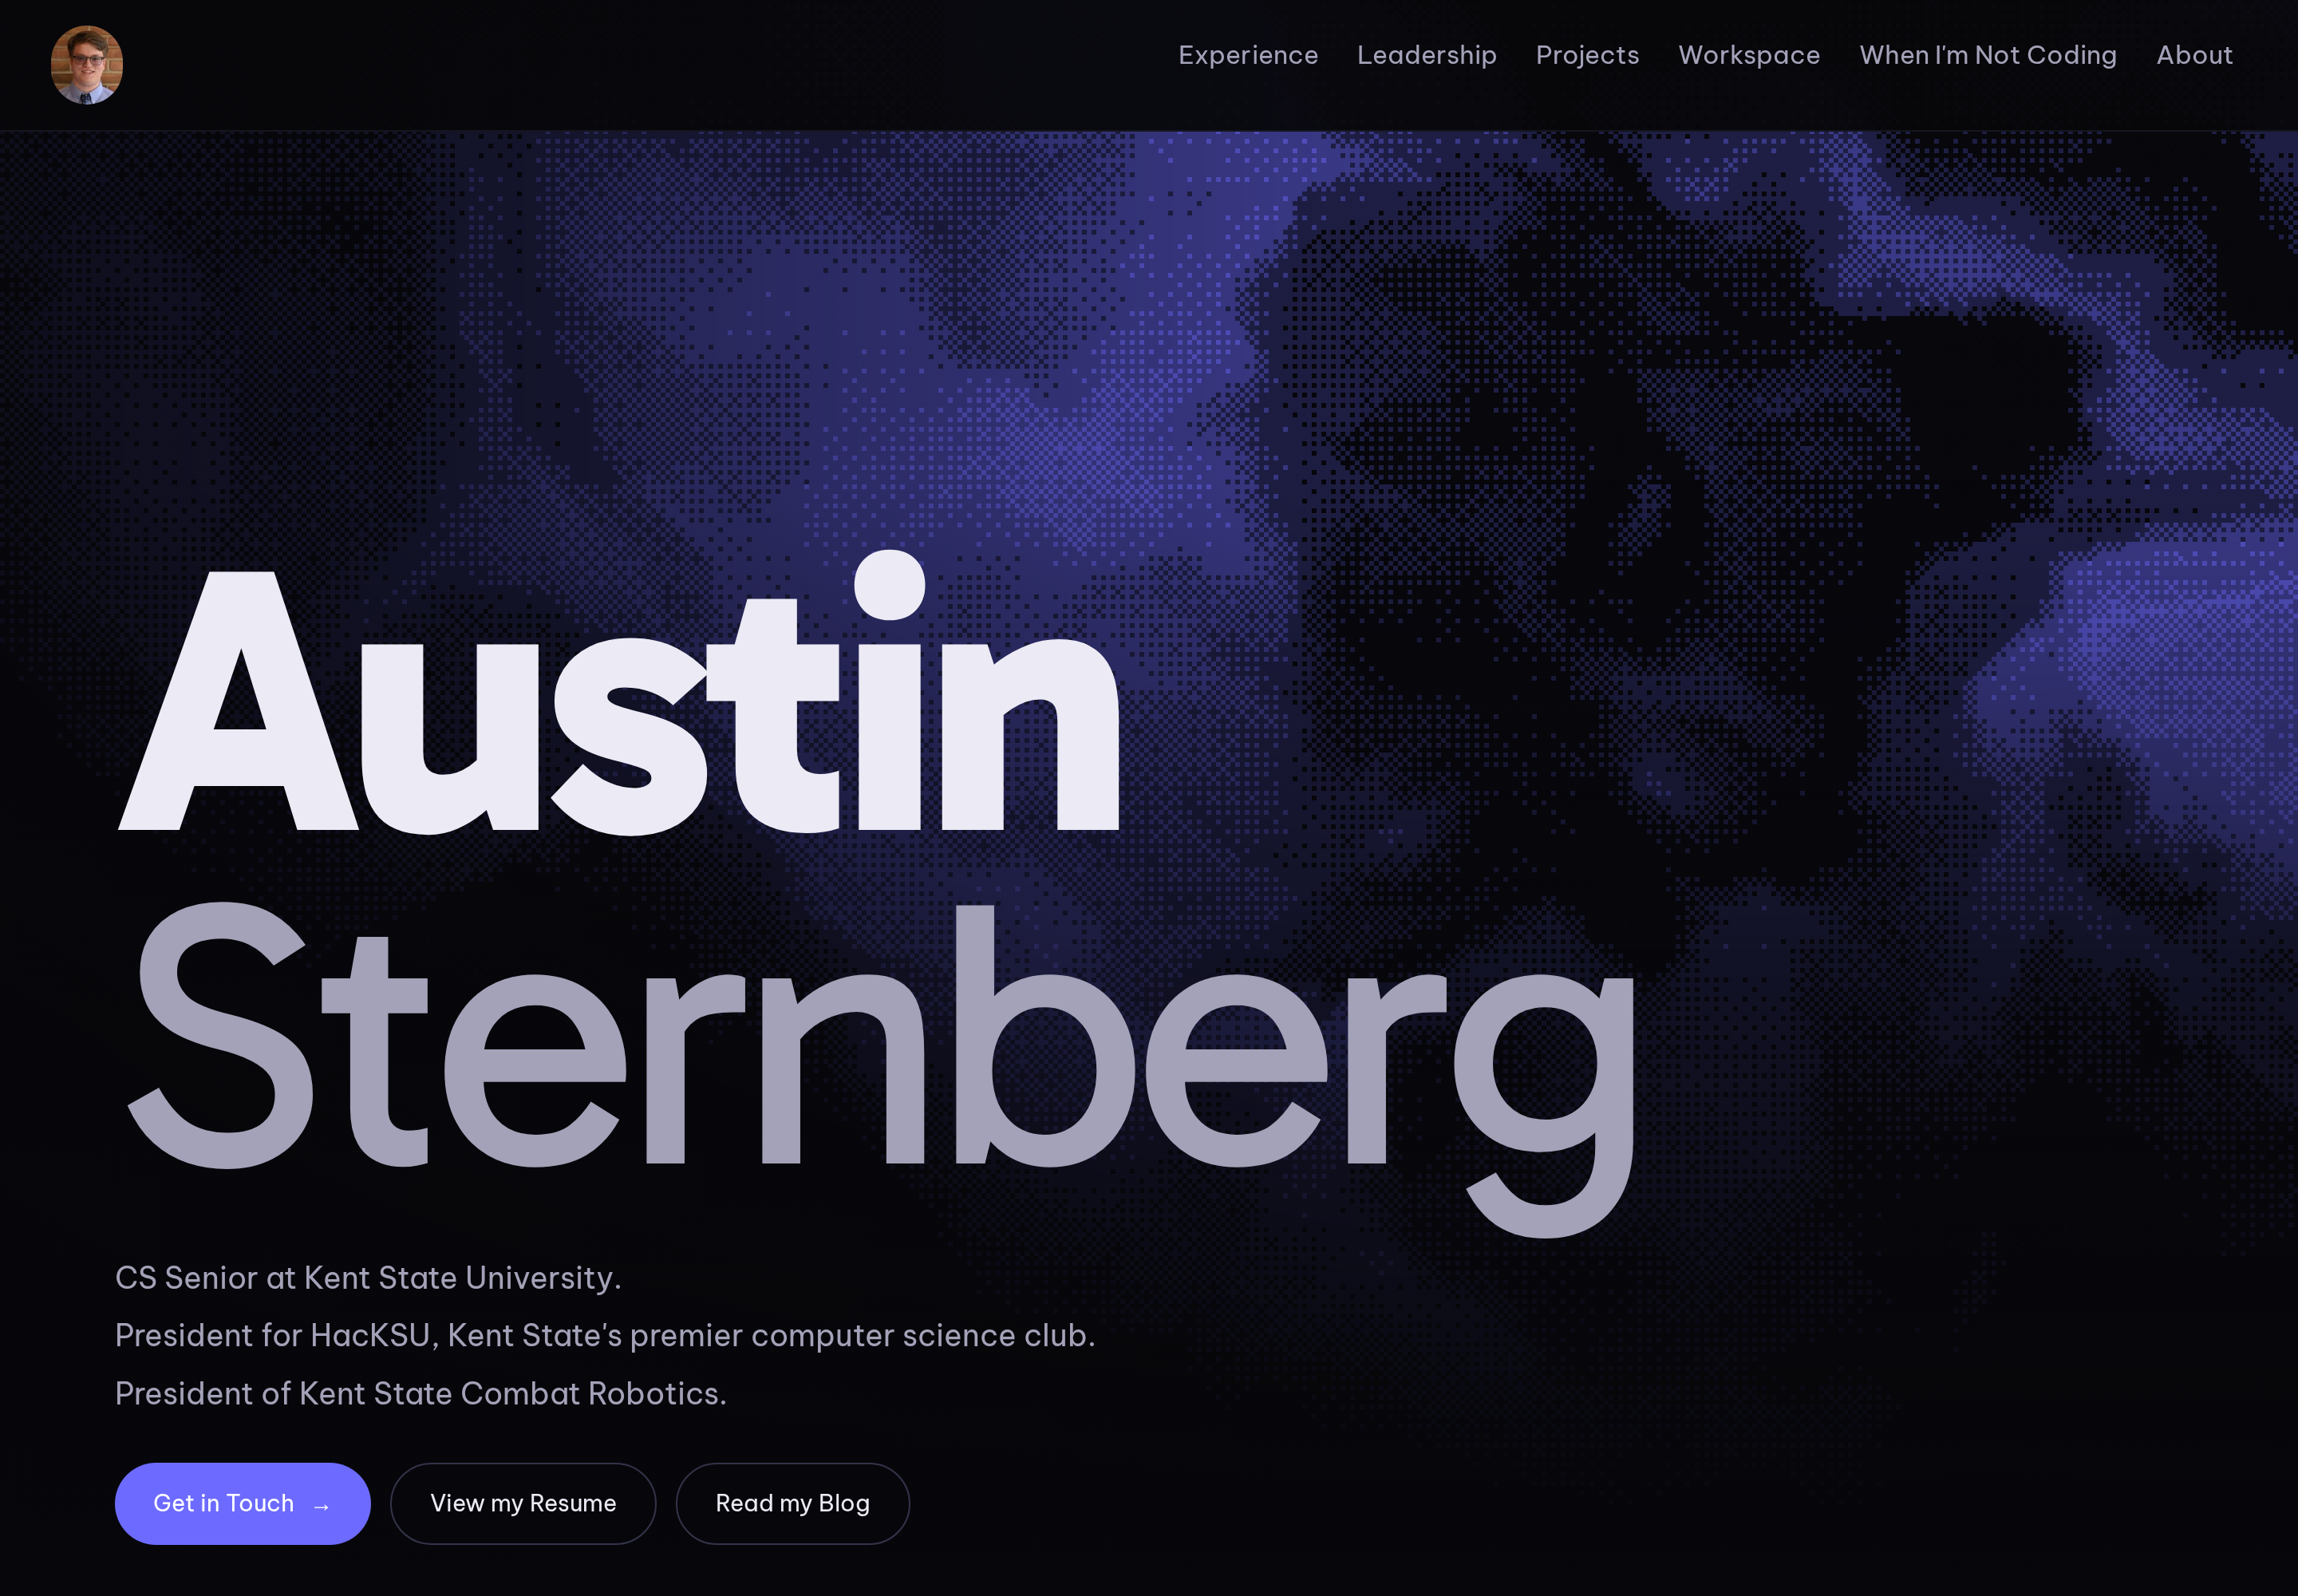 Experience Leadership Projects Workspace When I'm Not Coding About
Austin
Sternberg
CS Senior at Kent State University.
President for HacKSU, Kent State's premier computer science club.
President of Kent State Combat Robotics.
Get in Touch → View my Resume Read my Blog